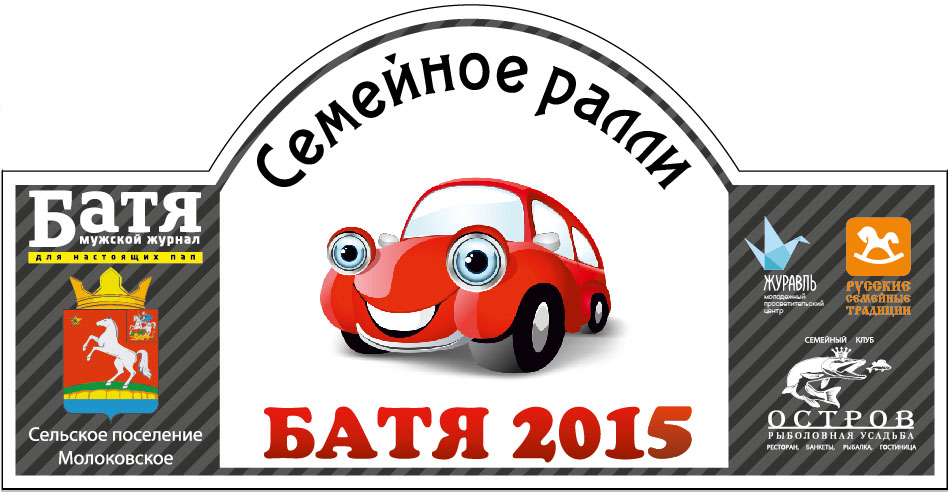 Семейное ралли
Батя
мужской журнал
для настоящих пап
Сельское поселение
Молоковское
БАТЯ 2015
ЖУРАВЛЬ
молодежный
просветительский
центр
РУССКИЕ
СЕМЕЙНЫЕ
ТРАДИЦИИ
СЕМЕЙНЫЙ КЛУБ
ОСТРОВ
РЫБОЛОВНАЯ УСАДЬБА
РЕСТОРАН, БАНКЕТЫ, РЫБАЛКА, ГОСТИНИЦА